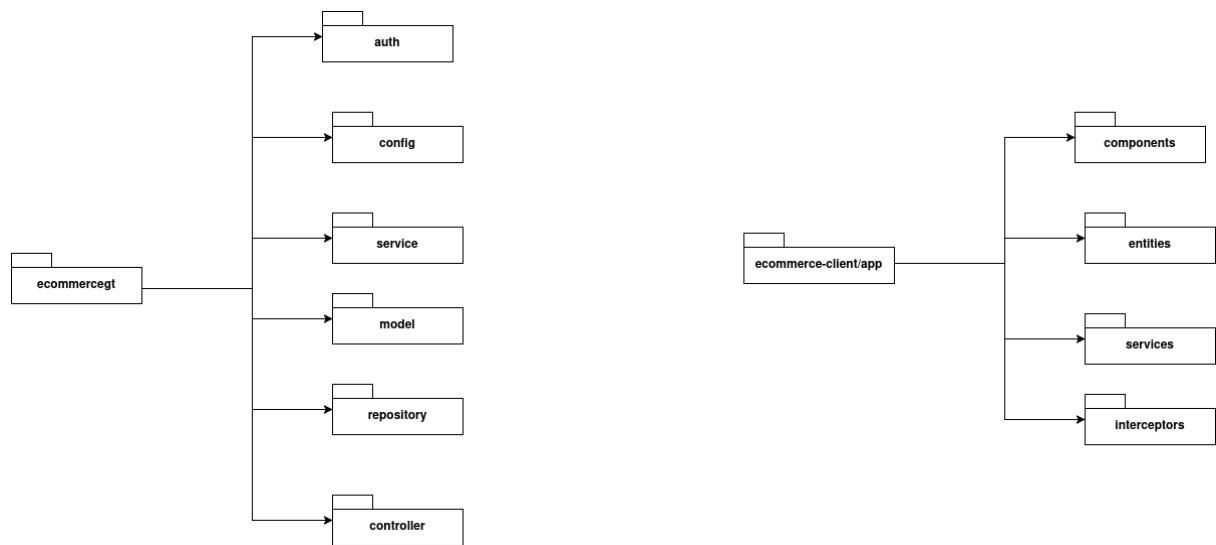 auth
config
service
ecommercegt
model
repository
controller
components
entities
ecommerce-client/app
services
interceptors